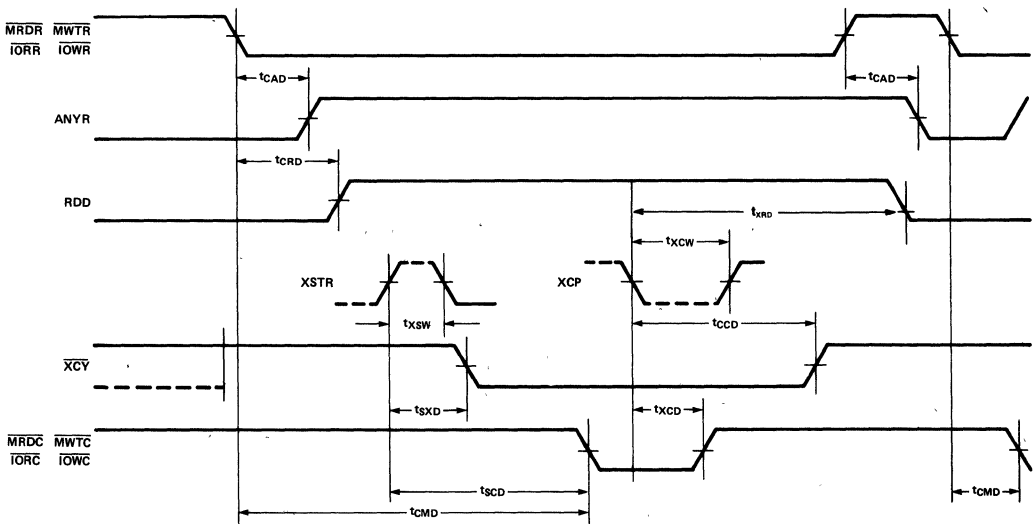 MRDR MWTR
IORR IOWR
tCAD
tCAD
ANYR
tCRD
RDD
tXRD
tXCW
XSTR
XCP
tXSW
tCCD
XCY
tSXD
tXCD
MRDC MWTC
IORC IOWC
tSCD
tCMD
tCMD